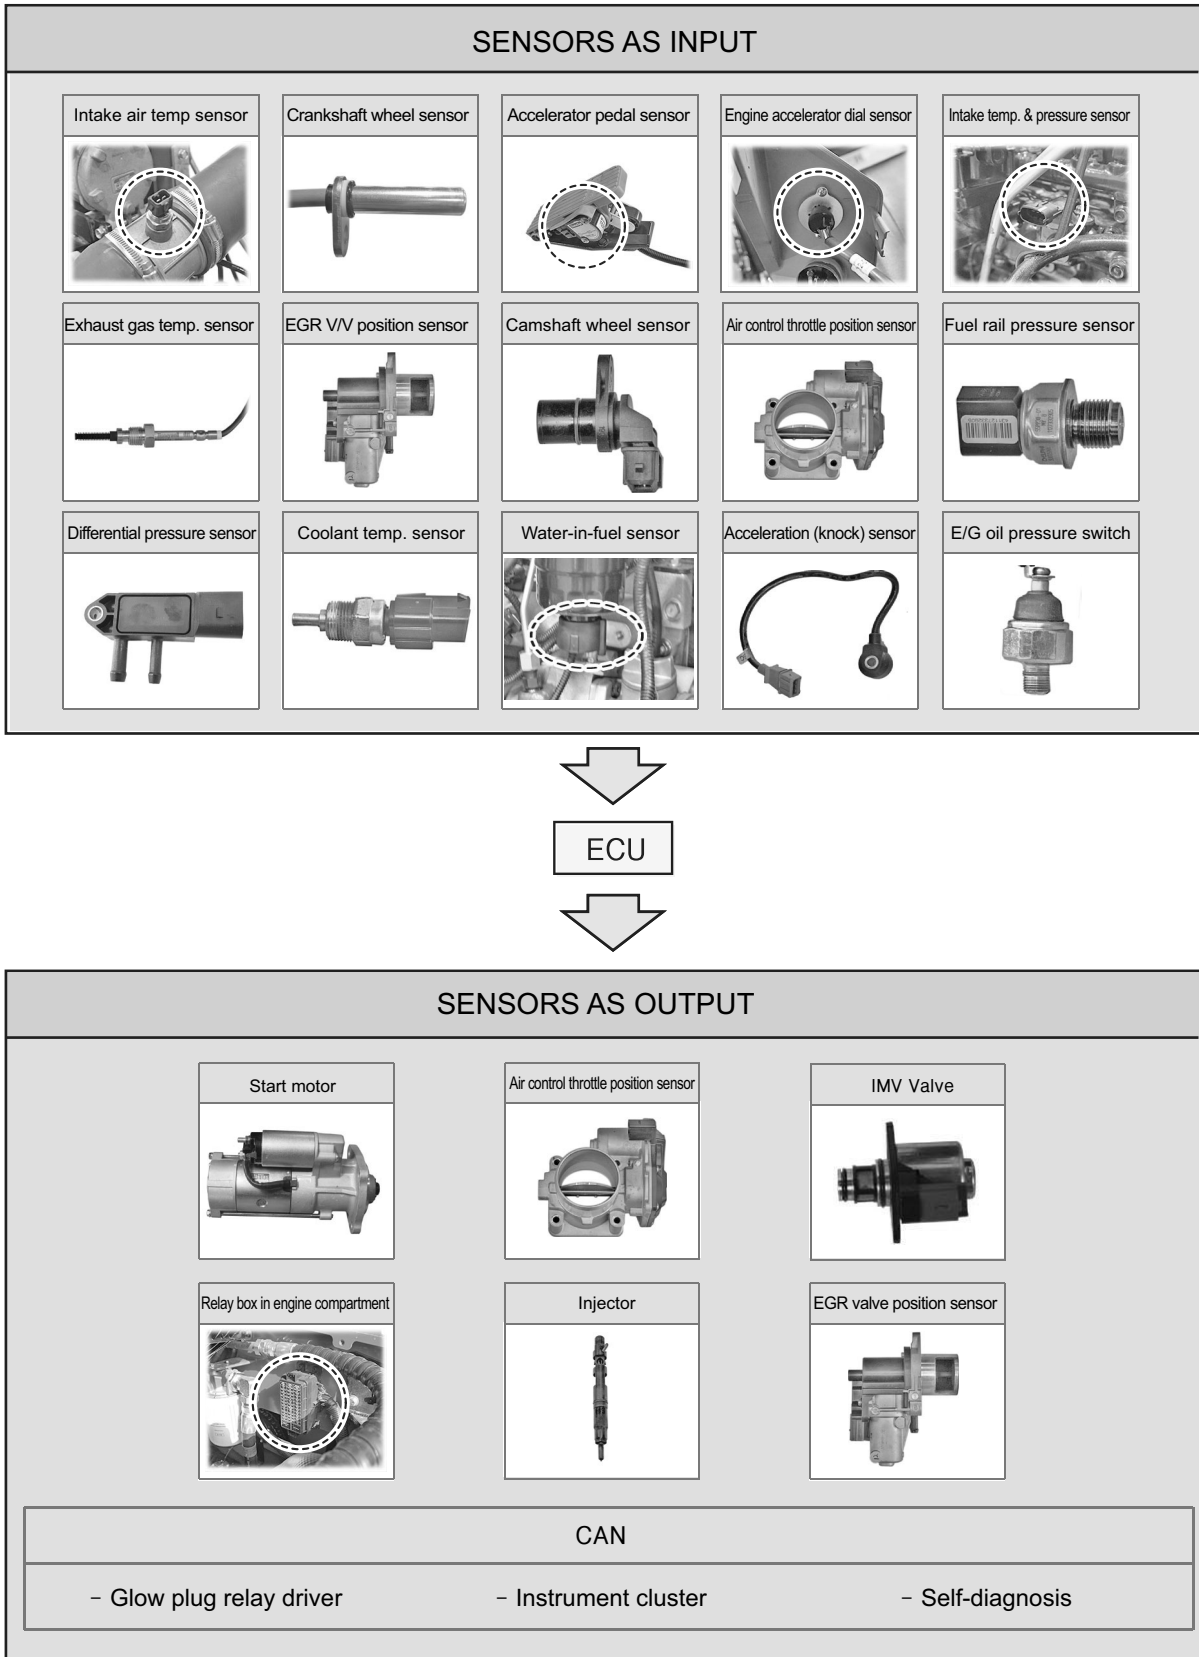 SENSORS AS INPUT
Intake air temp sensor
Crankshaft wheel sensor
Accelerator pedal sensor
Engine accelerator dial sensor
Intake temp. & pressure sensor
Exhaust gas temp. sensor
EGR V/V position sensor
Camshaft wheel sensor
Air control throttle position sensor
Fuel rail pressure sensor
Differential pressure sensor
Coolant temp. sensor
Water-in-fuel sensor
Acceleration (knock) sensor
E/G oil pressure switch
ECU
SENSORS AS OUTPUT
Start motor
Air control throttle position sensor
IMV Valve
Relay box in engine compartment
Injector
EGR valve position sensor
CAN
– Glow plug relay driver
– Instrument cluster
– Self-diagnosis